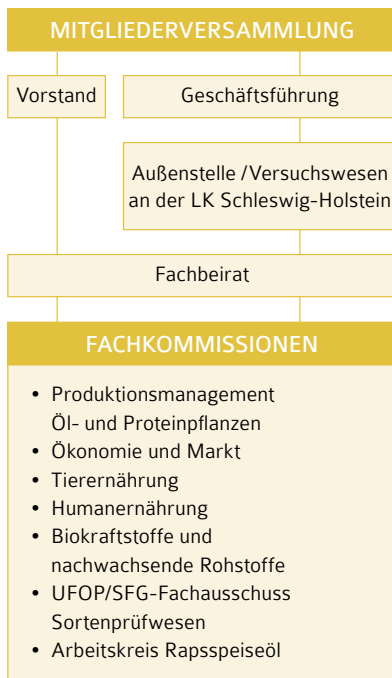 MITGLIEDERVERSAMMLUNG
Vorstand
Geschäftsführung
Außenstelle / Versuchswesen
an der LK Schleswig-Holstein
Fachbeirat
FACHKOMMISSIONEN
• Produktionsmanagement
Öl- und Proteinpflanzen
• Ökonomie und Markt
• Tierernährung
• Humanernährung
• Biokraftstoffe und
nachwachsende Rohstoffe
• UFOP/SFG-Fachausschuss
Sortenprüfwesen
• Arbeitskreis Rapsspeiseöl